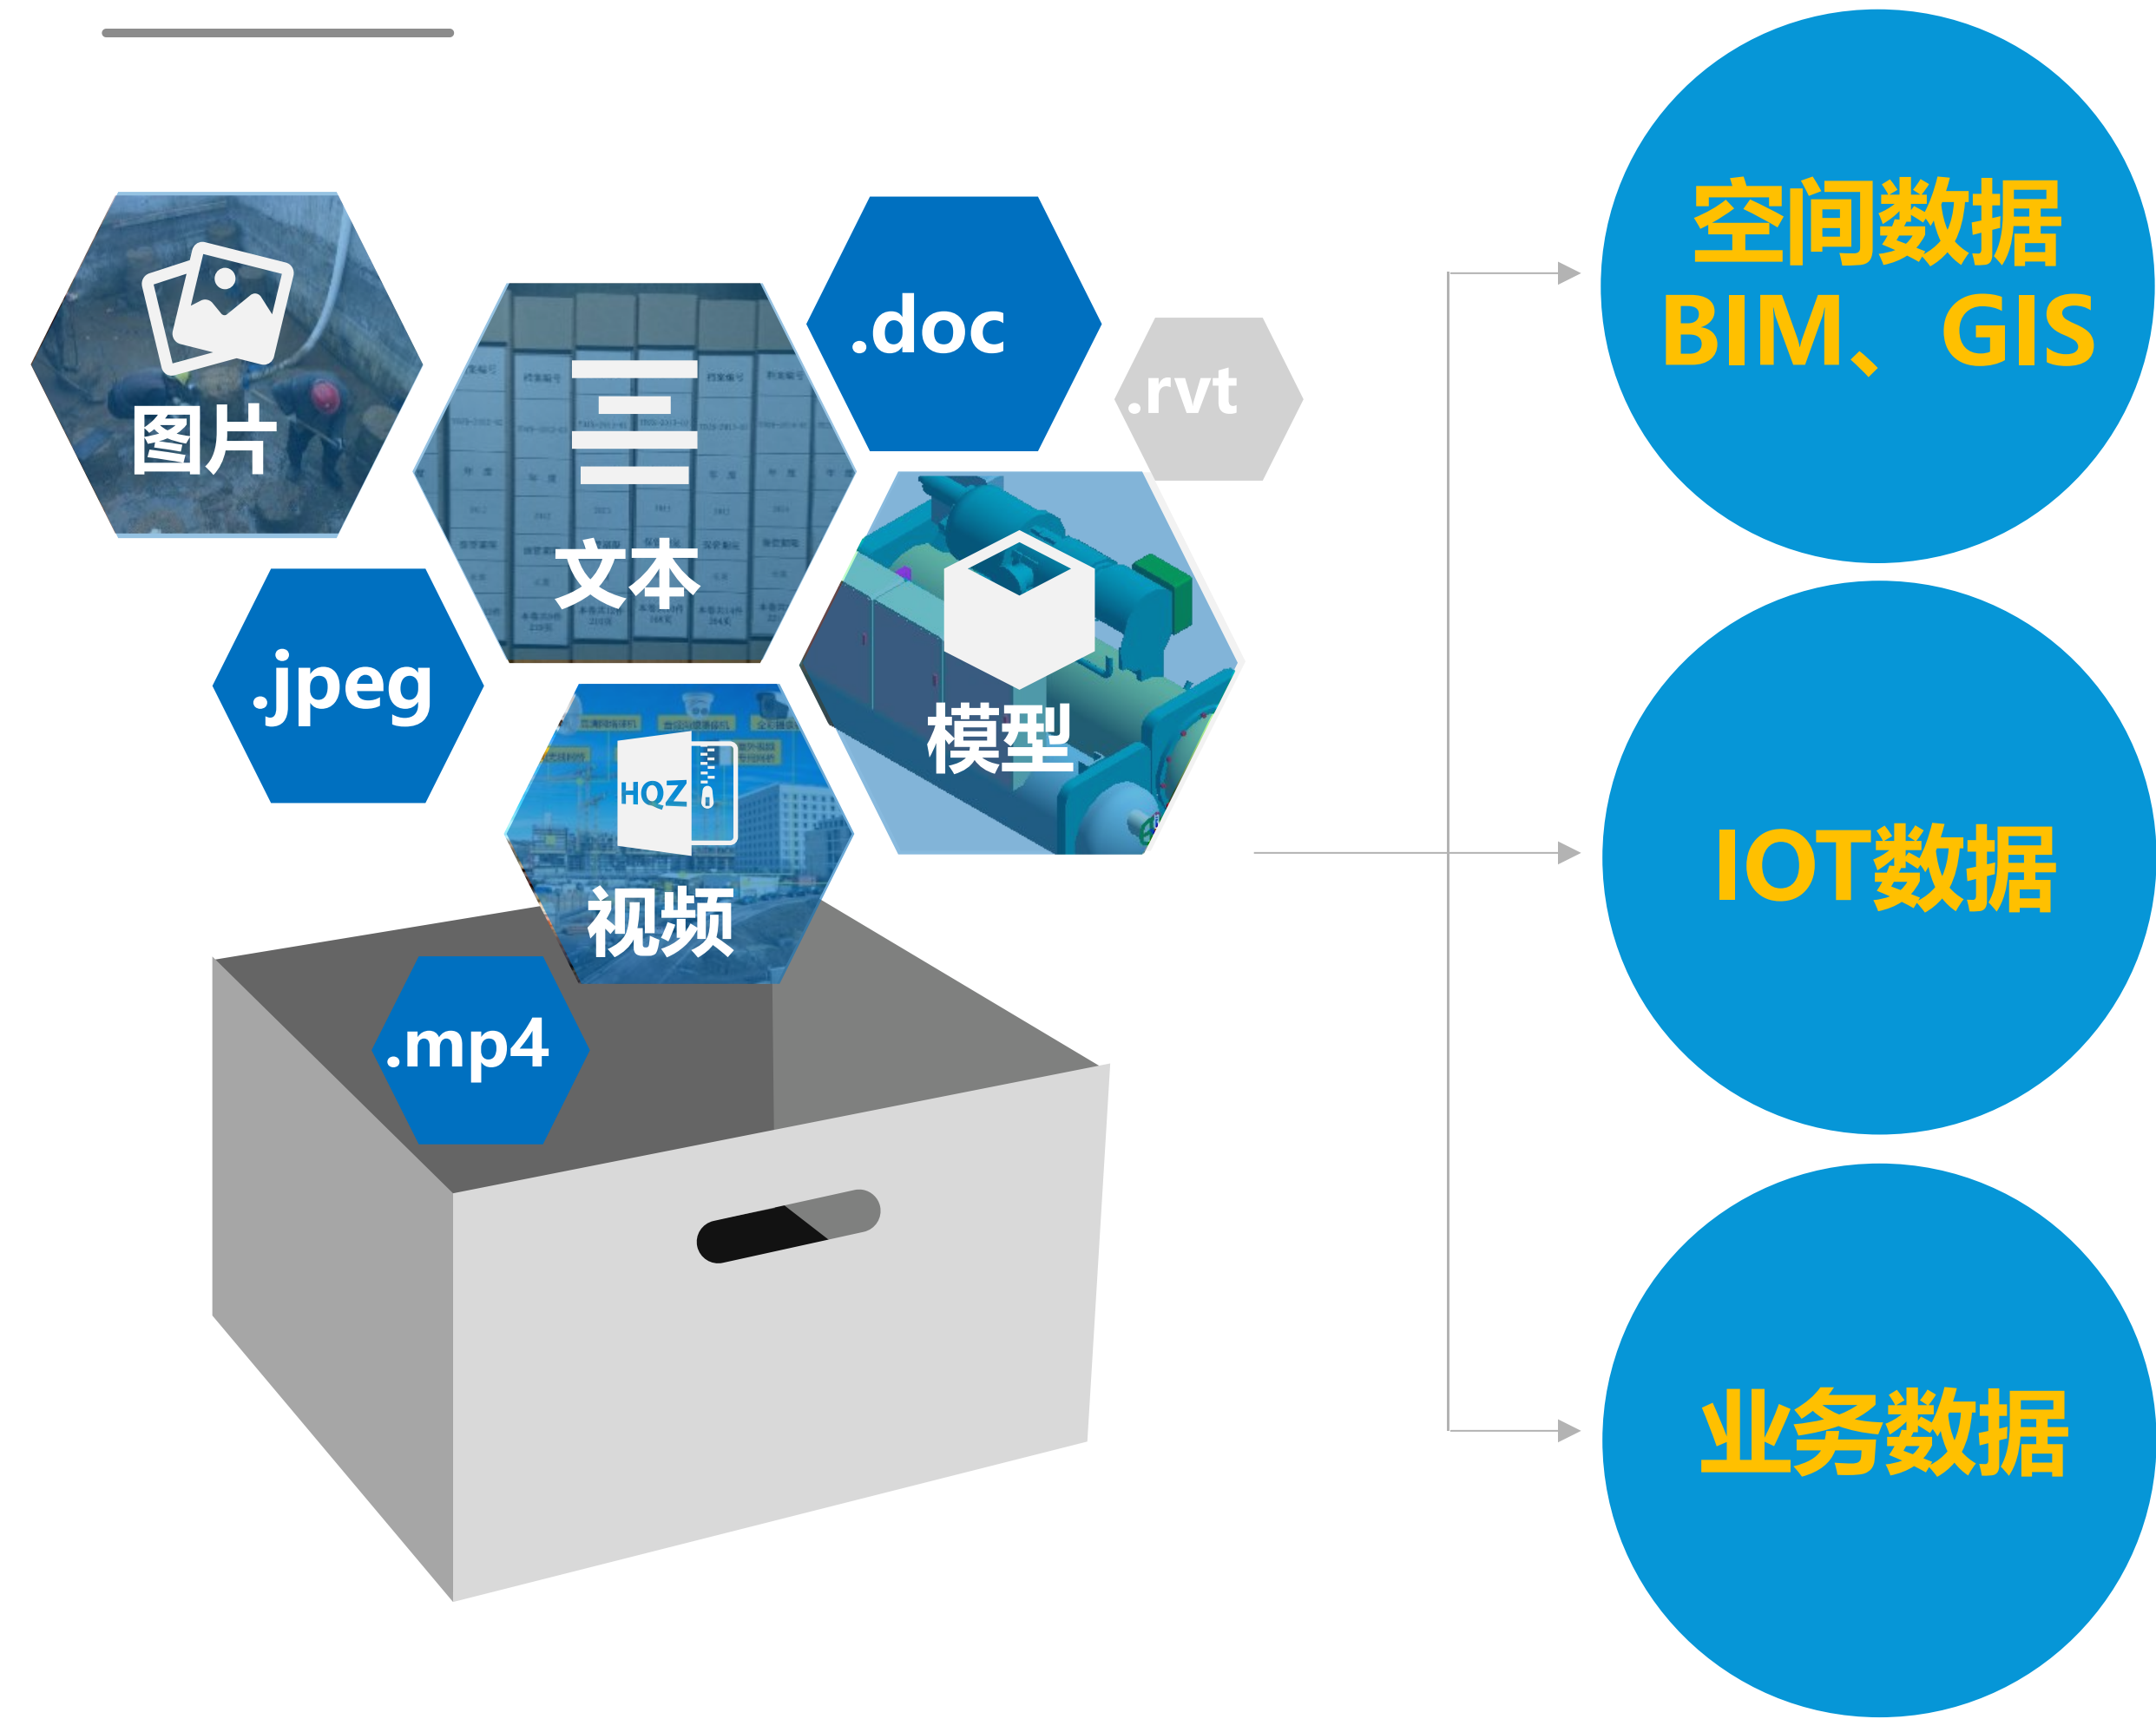 图片
文本
.doc
.rvt
模型
.jpeg
HQZ
视频
.mp4
空间数据
BIM、GIS
IOT数据
业务数据